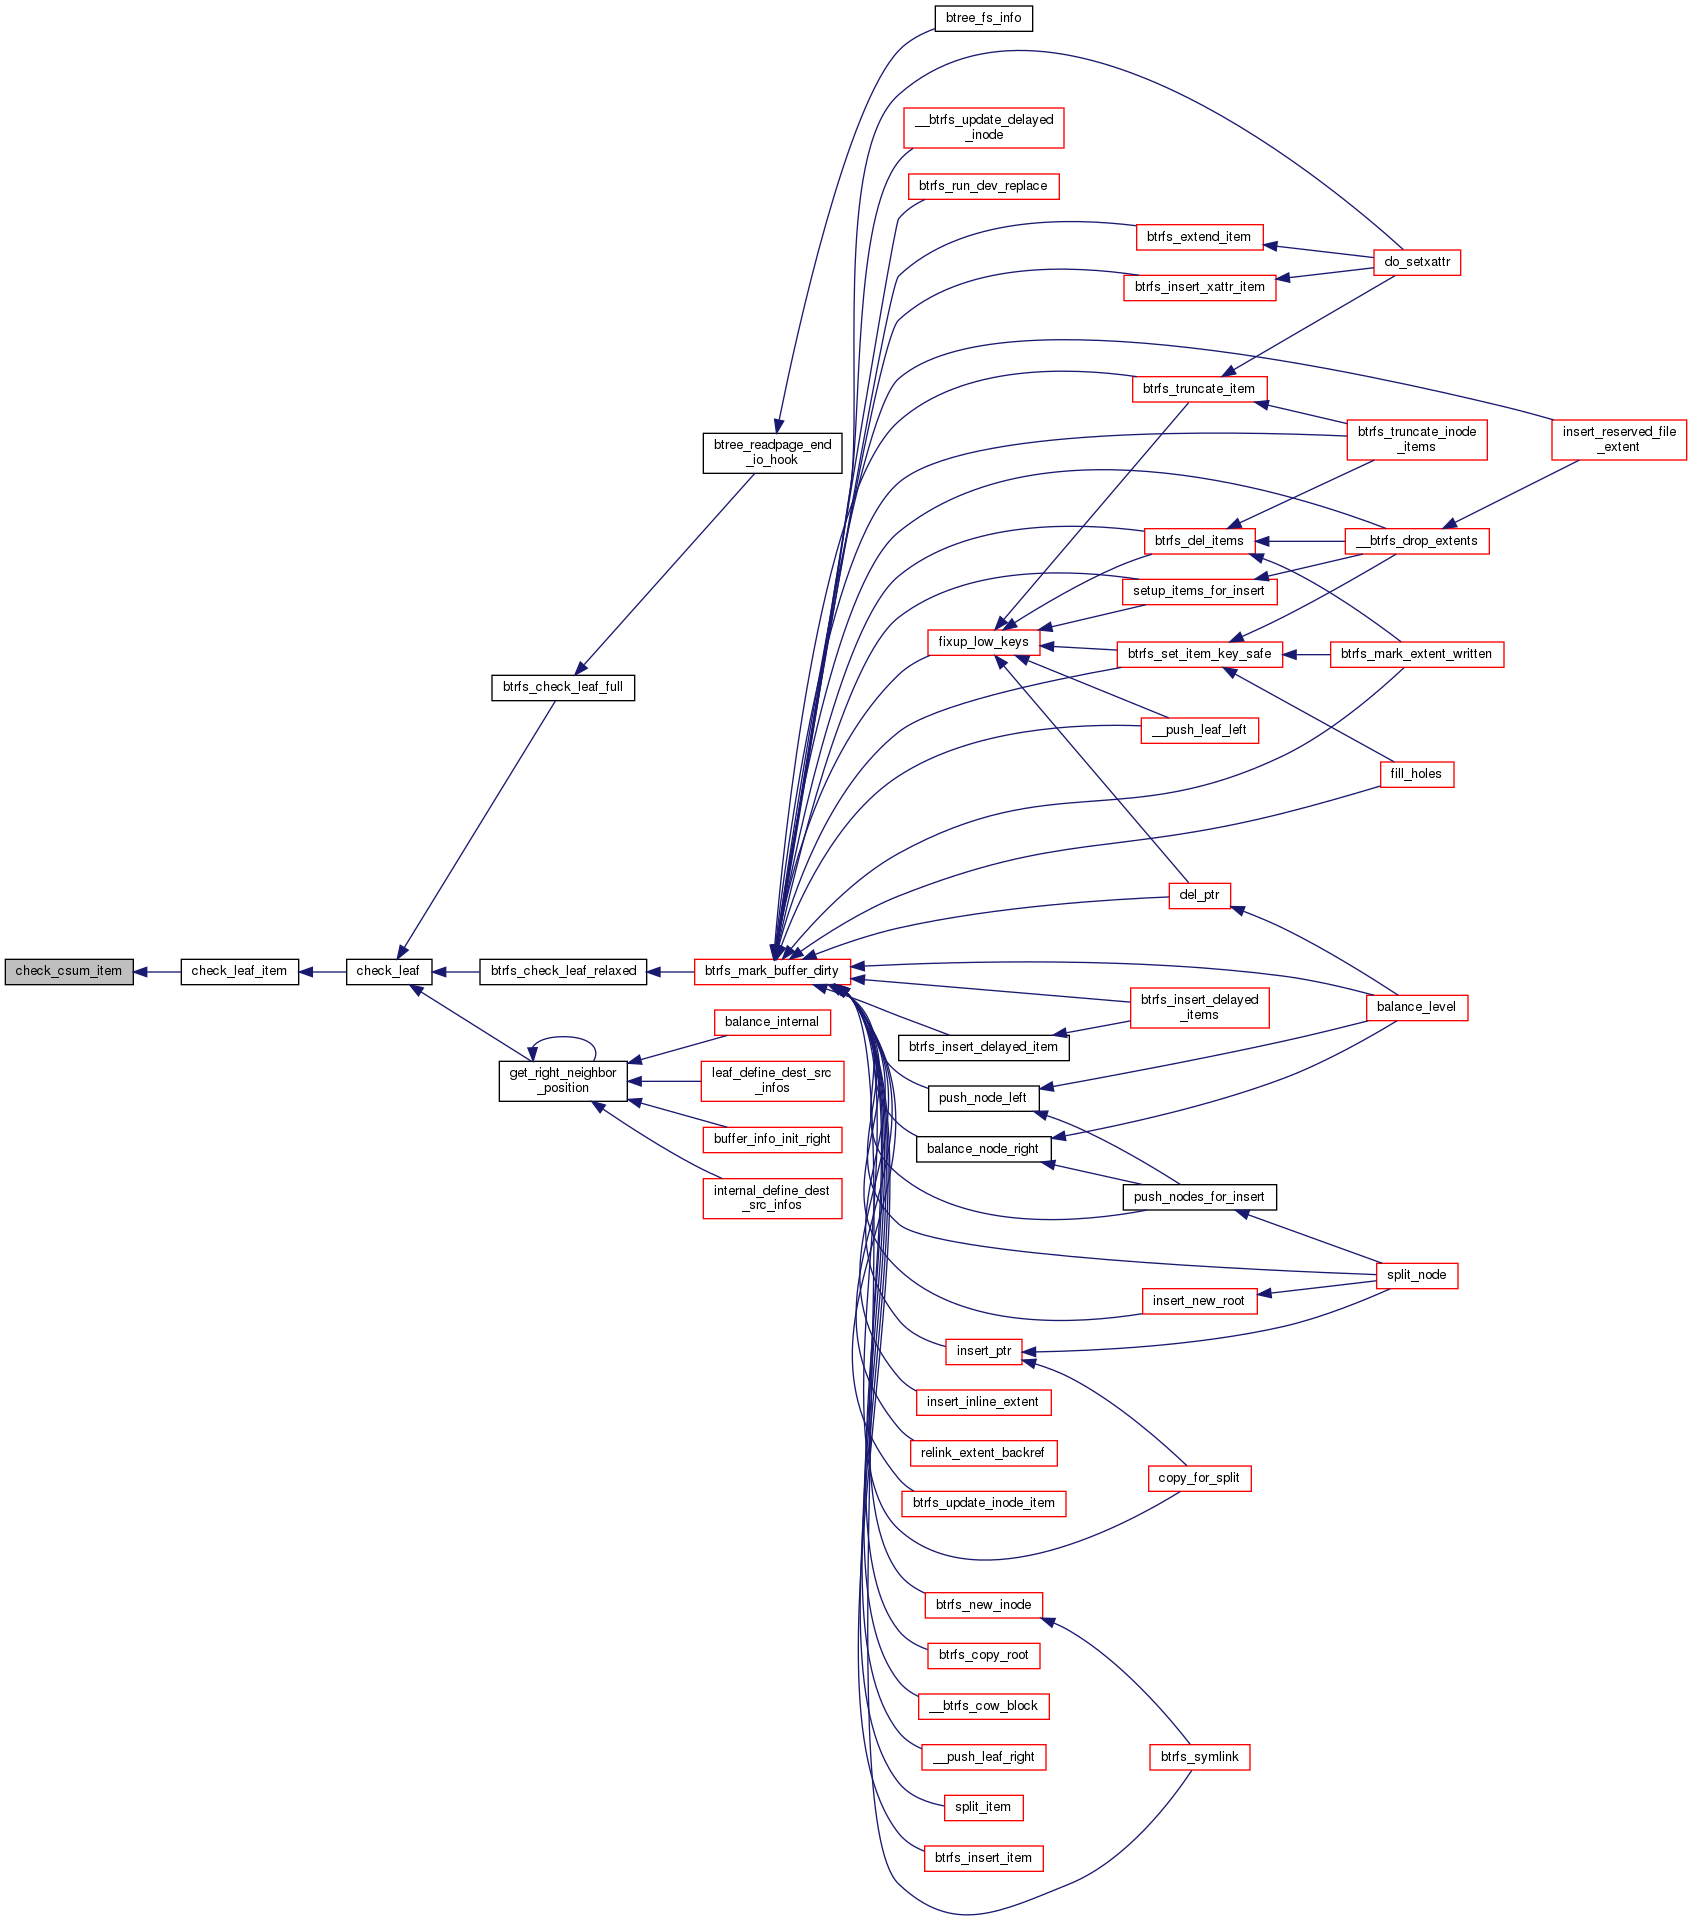 btree_fs_info
__btrfs_update_delayed
_inode
btrfs_run_dev_replace
btrfs_extend_item
do_setxattr
btrfs_insert_xattr_item
btrfs_truncate_item
btree_readpage_end
_io_hook
btrfs_truncate_inode
_items
insert_reserved_file
_extent
btrfs_del_items
__btrfs_drop_extents
setup_items_for_insert
fixup_low_keys
btrfs_set_item_key_safe
btrfs_mark_extent_written
btrfs_check_leaf_full
__push_leaf_left
fill_holes
del_ptr
check_csum_item
check_leaf_item
check_leaf
btrfs_check_leaf_relaxed
btrfs_mark_buffer_dirty
btrfs_insert_delayed
_items
balance_level
balance_internal
btrfs_insert_delayed_item
get_right_neighbor
_position
leaf_define_dest_src
_infos
push_node_left
buffer_info_init_right
balance_node_right
internal_define_dest
_src_infos
push_nodes_for_insert
split_node
insert_new_root
insert_ptr
insert_inline_extent
relink_extent_backref
copy_for_split
btrfs_update_inode_item
btrfs_new_inode
btrfs_copy_root
__btrfs_cow_block
__push_leaf_right
btrfs_symlink
split_item
btrfs_insert_item